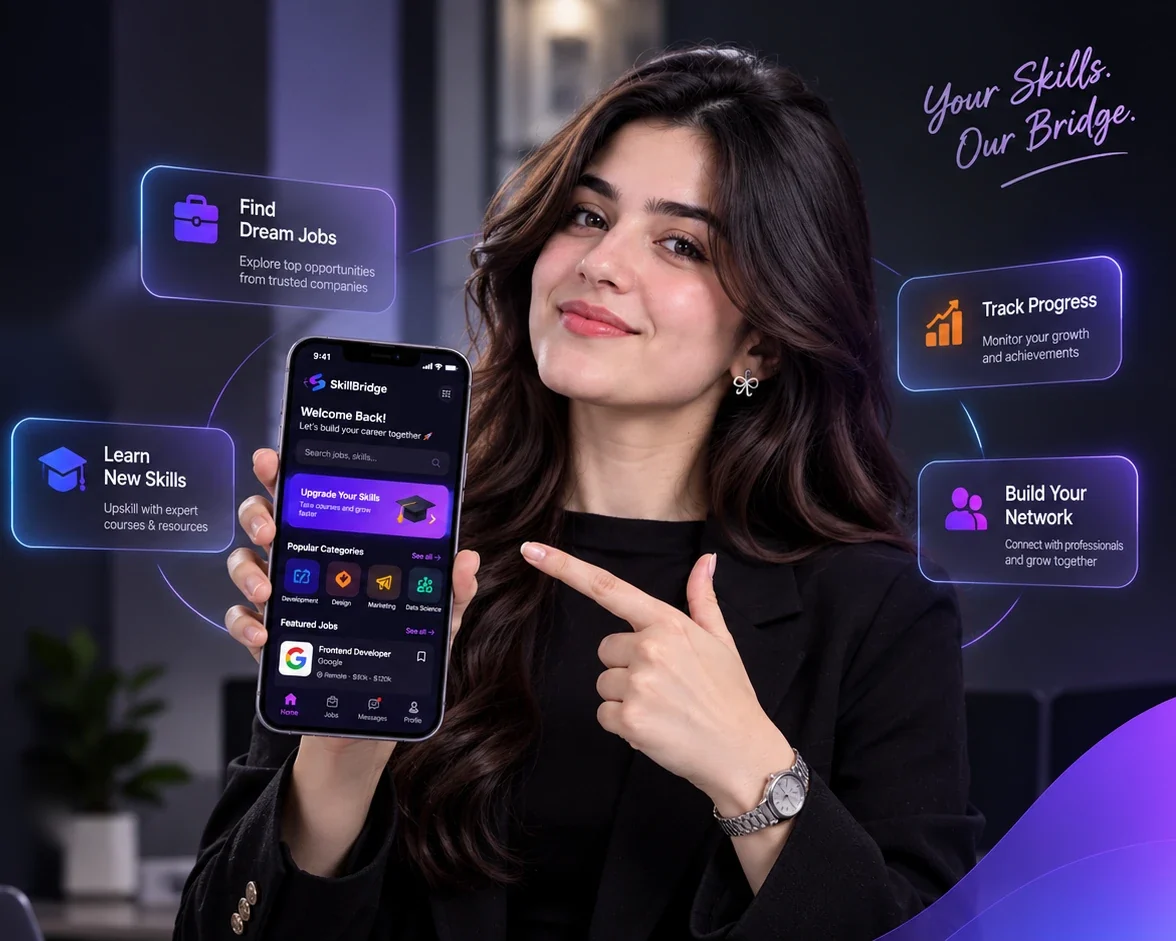 Your Skills.
Our Bridge.
Find
Dream Jobs
Explore top opportunities
from trusted companies
Learn
New Skills
Upskill with expert
courses & resources
Track Progress
Monitor your growth
and achievements
Build Your
Network
Connect with professionals
and grow together
9:41
SkillBridge
Welcome Back!
Let's build your career together 🚀
Search jobs, skills...
Upgrade Your Skills
Take courses and grow
faster
Popular Categories
See all →
Development
Design
Marketing
Data Science
Featured Jobs
See all →
Frontend Developer
Google
Remote · $90k - $120k
Home
Jobs
Messages
Profile